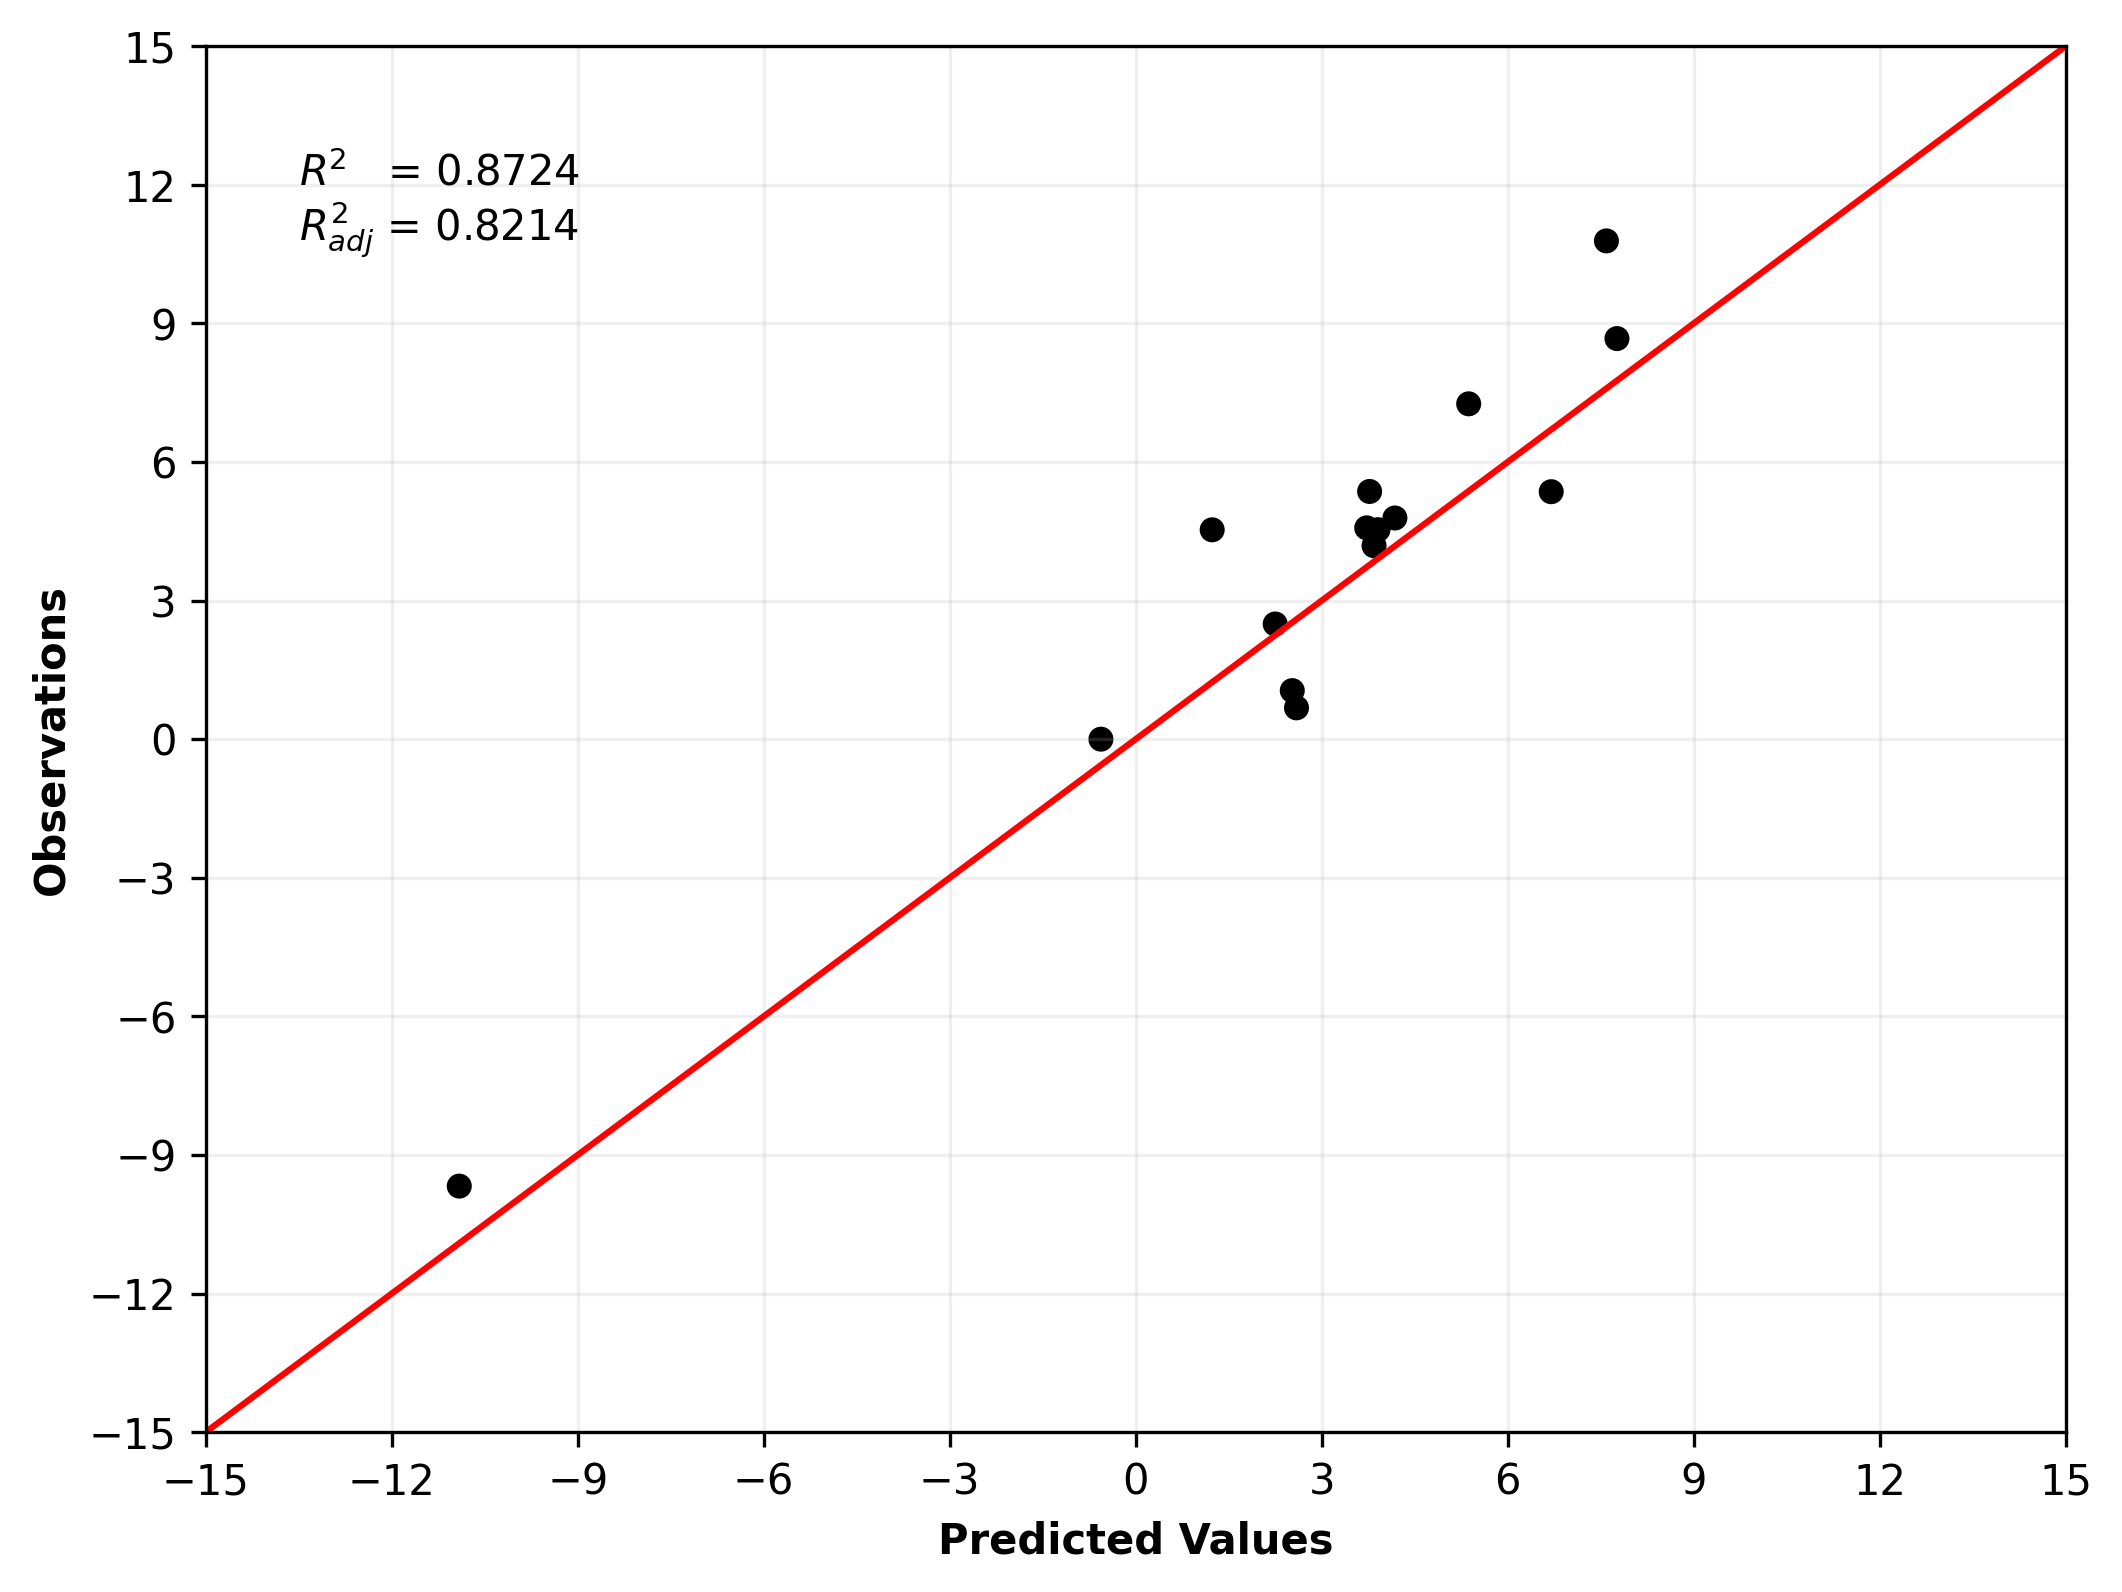 15
12
9
6
3
0
−3
−6
−9
−12
−15
R² = 0.8724
R²adj = 0.8214
Observations
−15 −12 −9 −6 −3 0 3 6 9 12 15
Predicted Values